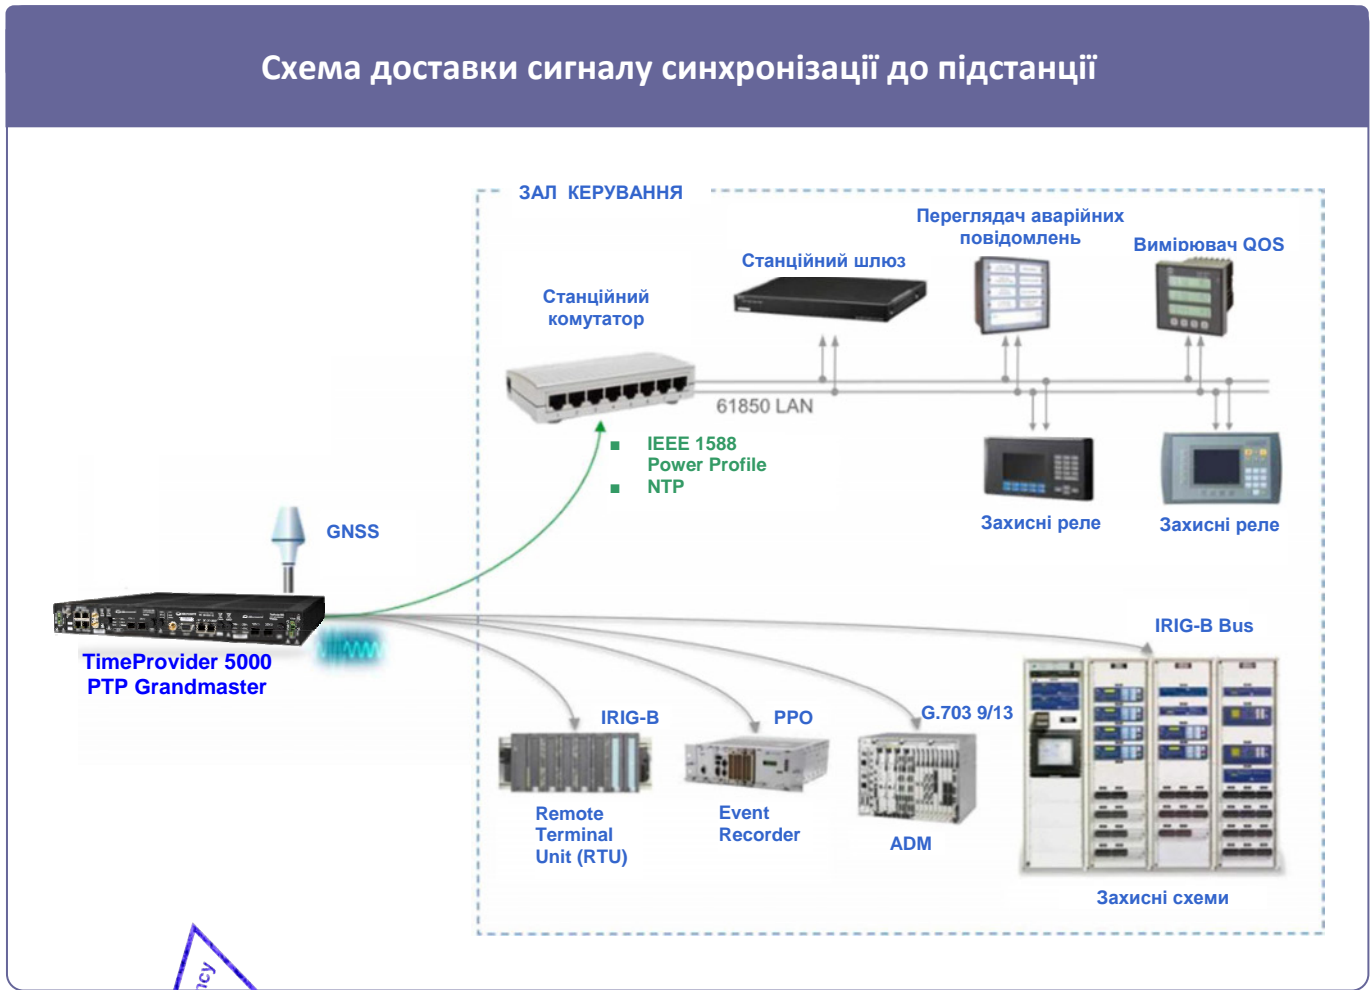 Схема доставки сигналу синхронізації до підстанції
ЗАЛ КЕРУВАННЯ
Переглядач аварійних
повідомлень
Вимірювач QOS
Станційний шлюз
Станційний
комутатор
61850 LAN
■ IEEE 1588
Power Profile
■ NTP
Захисні реле
Захисні реле
GNSS
TimeProvider 5000
PTP Grandmaster
IRIG-B Bus
IRIG-B
PPO
G.703 9/13
Remote
Terminal
Unit (RTU)
Event
Recorder
ADM
Захисні схеми
ncy